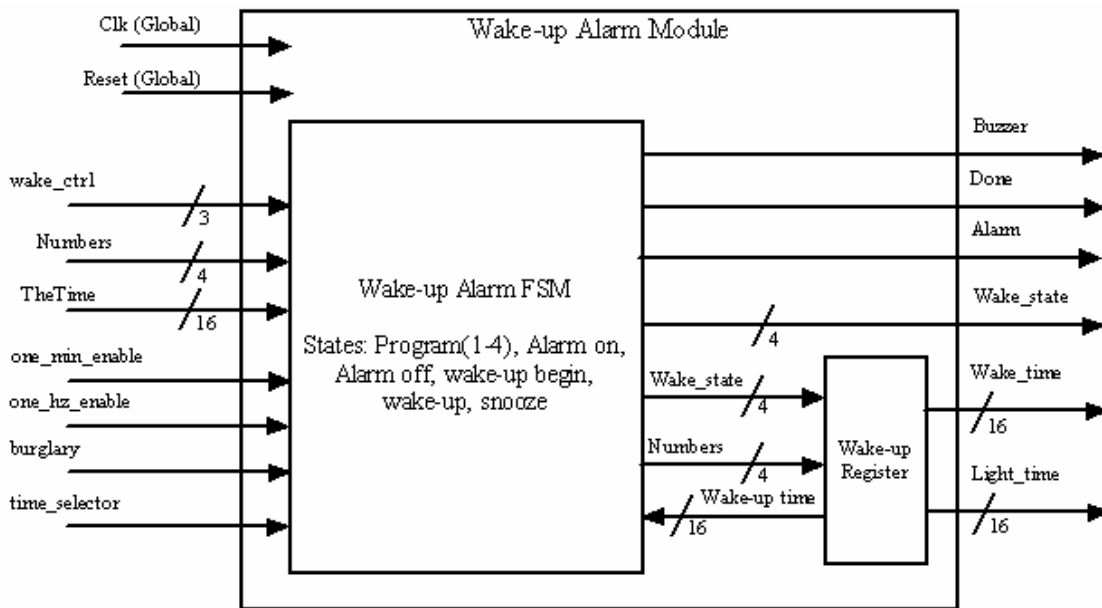 Clk (Global)
Wake-up Alarm Module
Reset (Global)
Buzzer
Done
wake_ctrl
3
Alarm
Numbers
4
TheTime
16
Wake-up Alarm FSM
States: Program(1-4), Alarm on,
Alarm off, wake-up begin,
wake-up, snooze
Wake_state
4
one_min_enable
one_hz_enable
burglary
time_selector
Wake_state
4
Numbers
4
Wake-up time
16
Wake-up
Register
Wake_time
16
Light_time
16